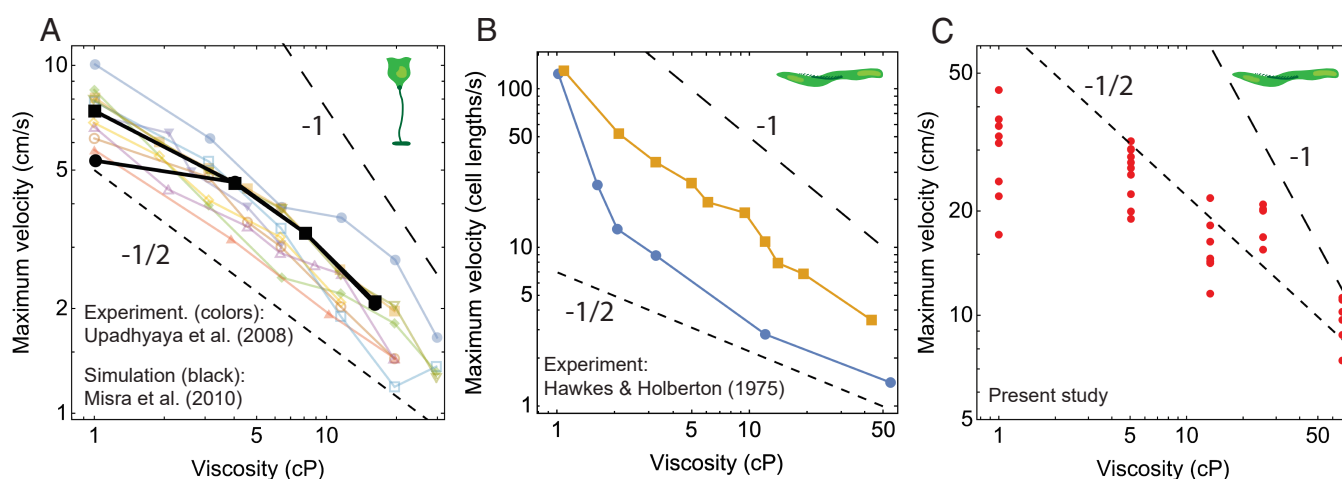 A
Maximum velocity (cm/s)
10
5
2
1
-1
-1/2
Experiment. (colors):
Upadhyaya et al. (2008)
Simulation (black):
Misra et al. (2010)
1
5
10
Viscosity (cP)
B
Maximum velocity (cell lengths/s)
100
50
10
5
1
-1
-1/2
Experiment:
Hawkes & Holberton (1975)
1
5
10
50
Viscosity (cP)
C
Maximum velocity (cm/s)
50
20
10
5
-1/2
-1
Present study
1
5
10
50
Viscosity (cP)